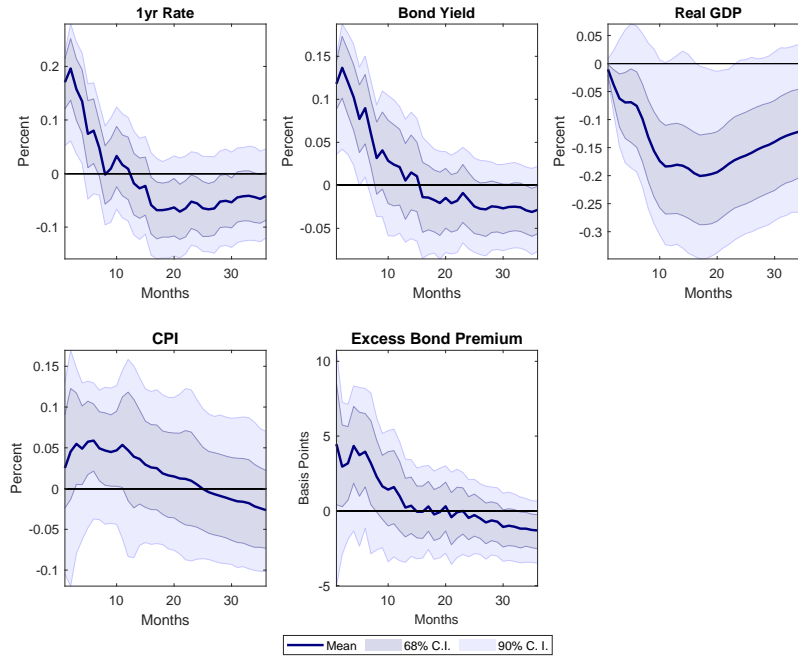 1yr Rate
Percent
0.2
0.1
0
-0.1
10 20 30
Months
Bond Yield
0.15
0.1
0.05
0
-0.05
10 20 30
Months
Real GDP
Percent
0.05
0
-0.05
-0.1
-0.15
-0.2
-0.25
-0.3
10 20 30
Months
CPI
Percent
0.15
0.1
0.05
0
-0.05
-0.1
10 20 30
Months
Excess Bond Premium
Basis Points
10
5
0
-5
10 20 30
Months
Mean 68% C.I. 90% C. I.